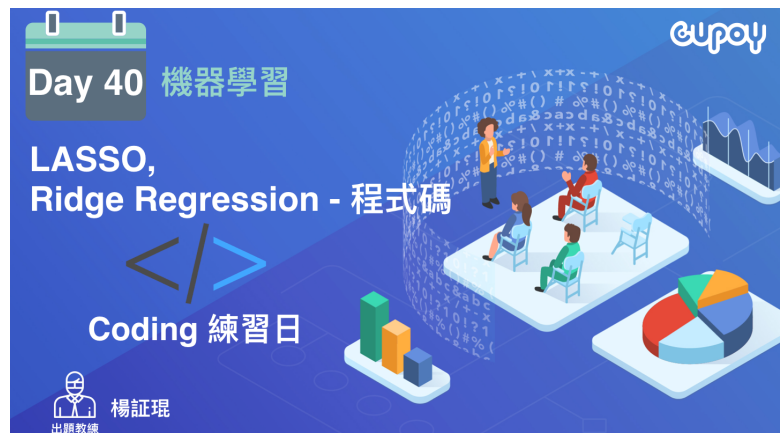 cupoy
Day 40 機器學習
LASSO,
Ridge Regression - 程式碼
</>
Coding 練習日
楊証琨
出題教練